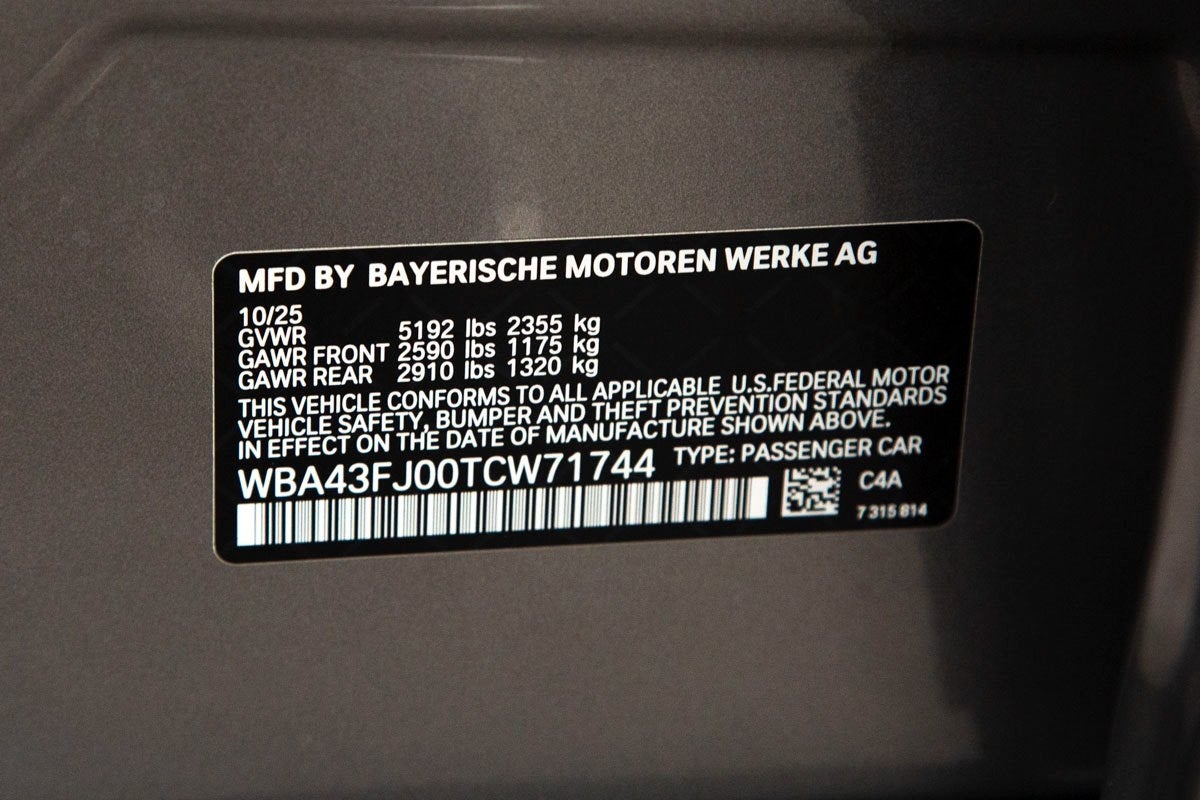 MFD BY BAYERISCHE MOTOREN WERKE AG
10/25
GVWR 5192 lbs 2355 kg
GAWR FRONT 2590 lbs 1175 kg
GAWR REAR 2910 lbs 1320 kg
THIS VEHICLE CONFORMS TO ALL APPLICABLE U.S.FEDERAL MOTOR
VEHICLE SAFETY, BUMPER AND THEFT PREVENTION STANDARDS
IN EFFECT ON THE DATE OF MANUFACTURE SHOWN ABOVE.
WBA43FJ00TCW71744 TYPE: PASSENGER CAR
C4A
7 315 814